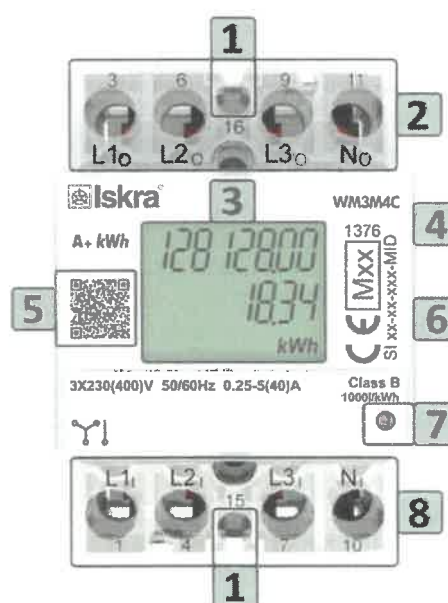 1
3 6 9 11
2
16
L1O L2O L3O NO
Iskra
3
WM3M4C
4
A+ kWh
1376
128 128.00
Mxx
5
18.34
CE
SI xx-xx-xxx-MID
6
kWh
3X230(400)V 50/60Hz 0.25-5(40)A
Class B
1000I/kWh
7
L1I L2I L3I NI
8
15
1 4 7 10
1